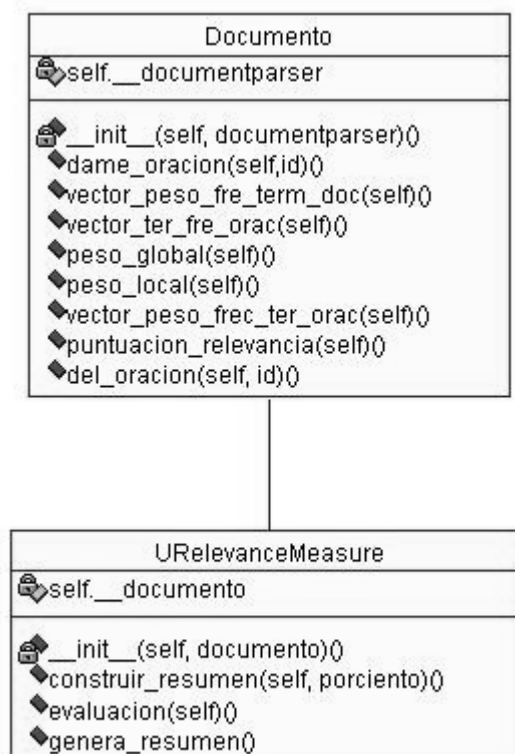 Documento
self.__documentparser
__init__(self, documentparser)()
dame_oracion(self,id)()
vector_peso_fre_term_doc(self)()
vector_ter_fre_orac(self)()
peso_global(self)()
peso_local(self)()
vector_peso_frec_ter_orac(self)()
puntuacion_relevancia(self)()
del_oracion(self, id)()
URelevanceMeasure
self.__documento
__init__(self, documento)()
construir_resumen(self, porciento)()
evaluacion(self)()
genera_resumen()